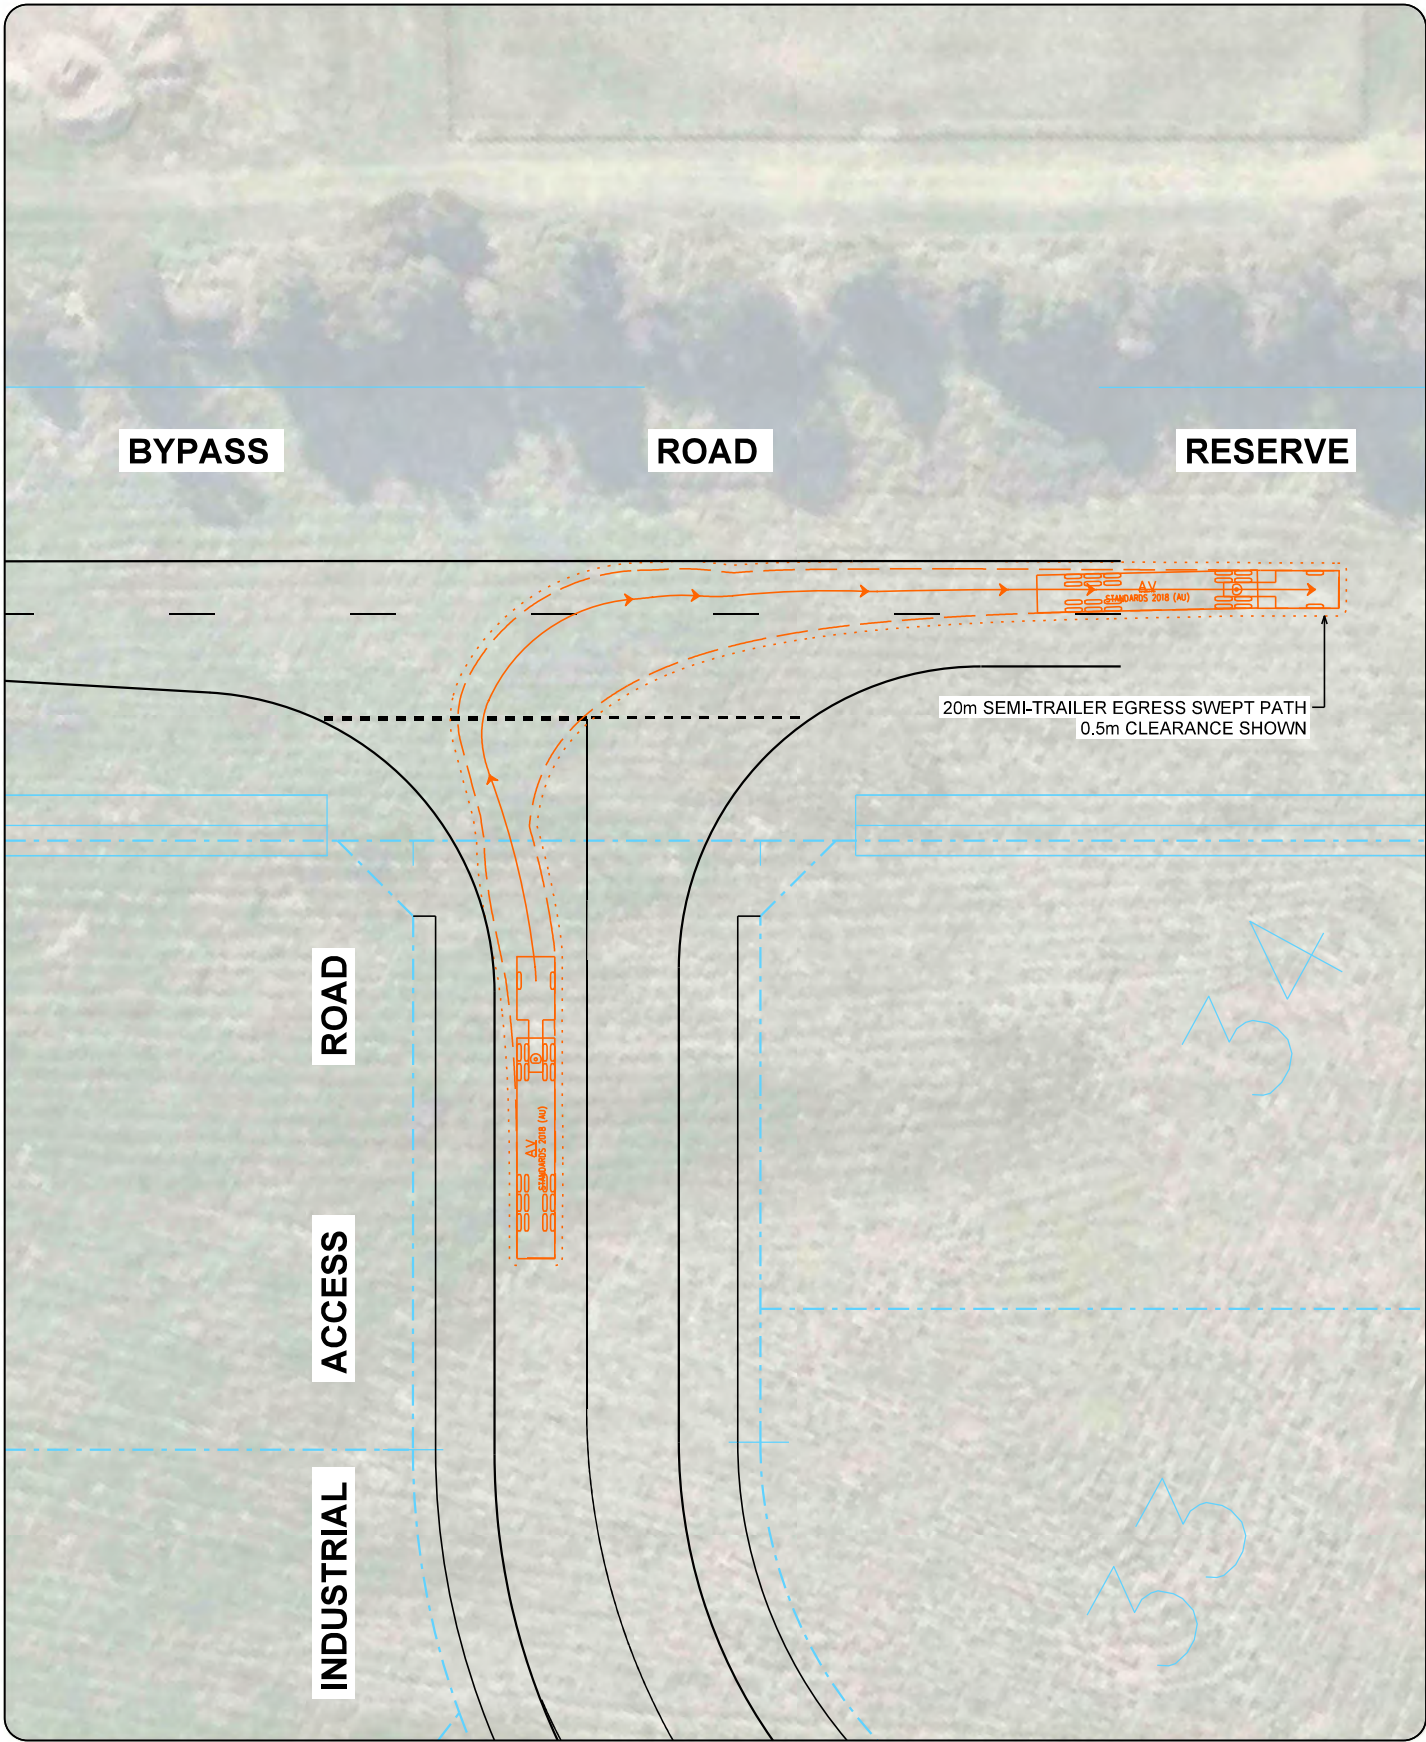 BYPASS ROAD RESERVE
AV
STANDARDS 2018 (AU)
20m SEMI-TRAILER EGRESS SWEPT PATH
0.5m CLEARANCE SHOWN
INDUSTRIAL ACCESS ROAD
AV
STANDARDS 2018 (AU)
34
33